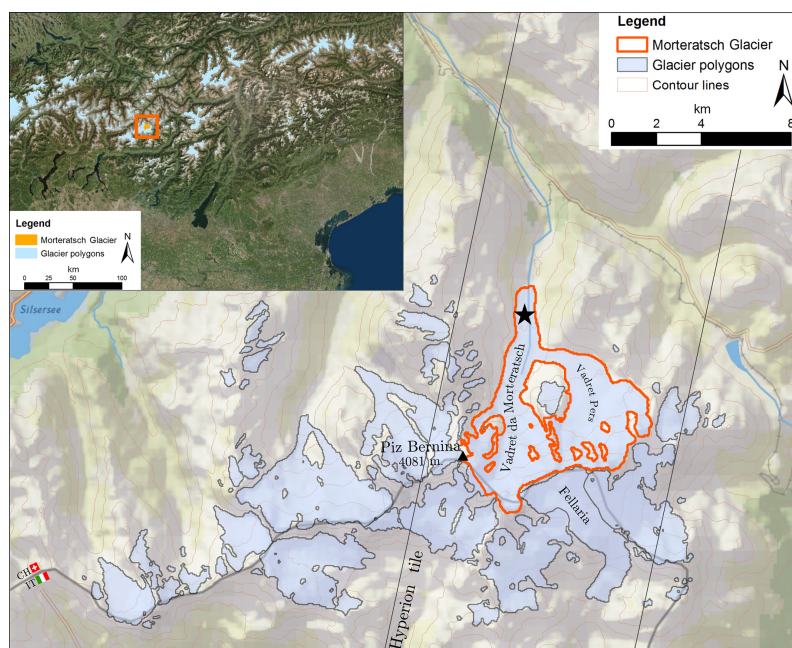 Legend
Morteratsch Glacier
Glacier polygons
Contour lines
km
0 2 4 6 8
N
Legend
Morteratsch Glacier
Glacier polygons
km
0 25 50 100
N
Silsersee
Vadret da Morteratsch
Vadret Pers
Piz Bernina
4081 m.
Fellaria
Hyperion tile
CH
IT